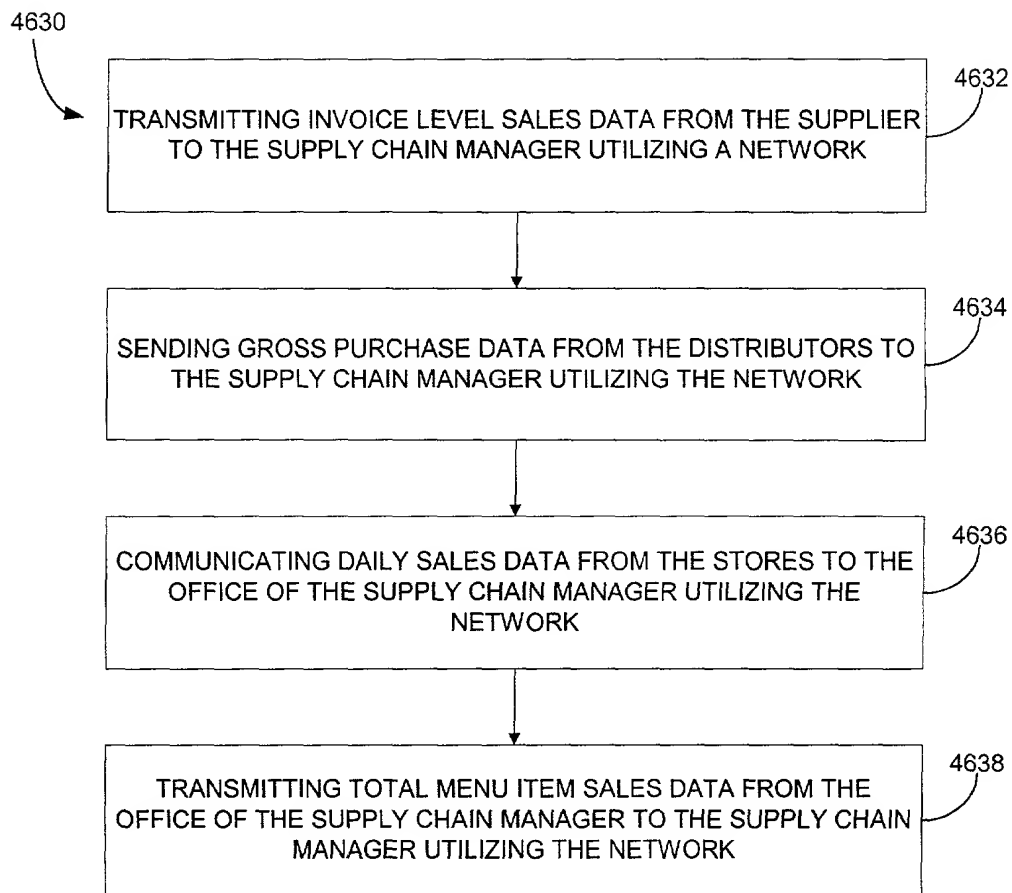 4630
4632
TRANSMITTING INVOICE LEVEL SALES DATA FROM THE SUPPLIER
TO THE SUPPLY CHAIN MANAGER UTILIZING A NETWORK
4634
SENDING GROSS PURCHASE DATA FROM THE DISTRIBUTORS TO
THE SUPPLY CHAIN MANAGER UTILIZING THE NETWORK
4636
COMMUNICATING DAILY SALES DATA FROM THE STORES TO THE
OFFICE OF THE SUPPLY CHAIN MANAGER UTILIZING THE
NETWORK
4638
TRANSMITTING TOTAL MENU ITEM SALES DATA FROM THE
OFFICE OF THE SUPPLY CHAIN MANAGER TO THE SUPPLY CHAIN
MANAGER UTILIZING THE NETWORK